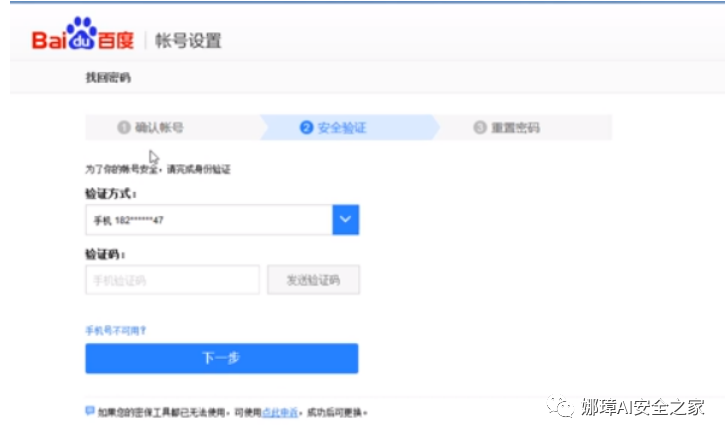 Bai du 百度 帐号设置
找回密码
1 确认帐号 2 安全验证 3 重置密码
为了你的帐号安全,请完成身份验证
验证方式:
手机 182******47
验证码:
手机验证码 发送验证码
手机号不可用?
下一步
如果您的密保工具都已无法使用,可使用点此申诉,成功后可更换。
娜璋AI安全之家